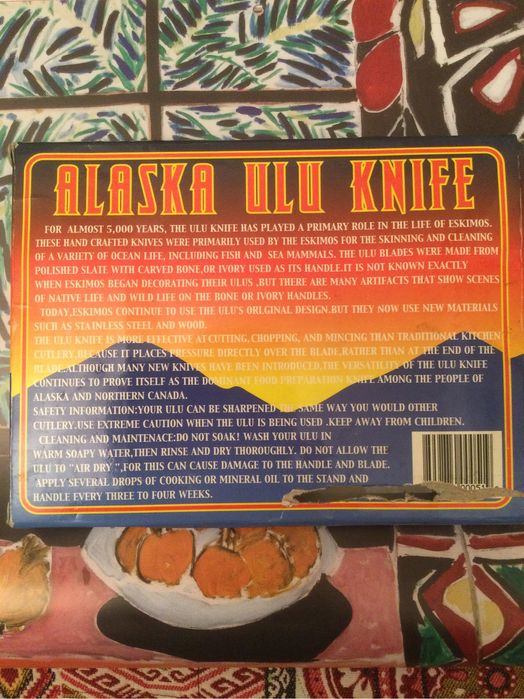 ALASKA ULU KNIFE
FOR ALMOST 5,000 YEARS, THE ULU KNIFE HAS PLAYED A PRIMARY ROLE IN THE LIFE OF ESKIMOS.
THESE HAND CRAFTED KNIVES WERE PRIMARILY USED BY THE ESKIMOS FOR THE SKINNING AND CLEANING
OF A VARIETY OF OCEAN LIFE, INCLUDING FISH AND SEA MAMMALS. THE ULU BLADES WERE MADE FROM
POLISHED SLATE WITH CARVED BONE,OR IVORY USED AS ITS HANDLE.IT IS NOT KNOWN EXACTLY
WHEN ESKIMOS BEGAN DECORATING THEIR ULUS ,BUT THERE ARE MANY ARTIFACTS THAT SHOW SCENES
OF NATIVE LIFE AND WILD LIFE ON THE BONE OR IVORY HANDLES.
TODAY,ESKIMOS CONTINUE TO USE THE ULU'S ORLGINAL DESIGN.BUT THEY NOW USE NEW MATERIALS
SUCH AS STAINLESS STEEL AND WOOD.
THE ULU KNIFE IS MORE EFFECTIVE AT CUTTING, CHOPPING, AND MINCING THAN TRADITIONAL KITCHEN
CUTLERY,BECAUSE IT PLACES PRESSURE DIRECTLY OVER THE BLADE,RATHER THAN AT THE END OF THE
BLADE.ALTHOUGH MANY NEW KNIVES HAVE BEEN INTRODUCED,THE VERSATILITY OF THE ULU KNIFE
CONTINUES TO PROVE ITSELF AS THE DOMINANT FOOD PREPARATION KNIFE AMONG THE PEOPLE OF
ALASKA AND NORTHERN CANADA.
SAFETY INFORMATION:YOUR ULU CAN BE SHARPENED THE SAME WAY YOU WOULD OTHER
CUTLERY.USE EXTREME CAUTION WHEN THE ULU IS BEING USED .KEEP AWAY FROM CHILDREN.
CLEANING AND MAINTENACE:DO NOT SOAK! WASH YOUR ULU IN
WARM SOAPY WATER,THEN RINSE AND DRY THOROUGHLY. DO NOT ALLOW THE
ULU TO "AIR DRY ",FOR THIS CAN CAUSE DAMAGE TO THE HANDLE AND BLADE.
APPLY SEVERAL DROPS OF COOKING OR MINERAL OIL TO THE STAND AND
HANDLE EVERY THREE TO FOUR WEEKS.